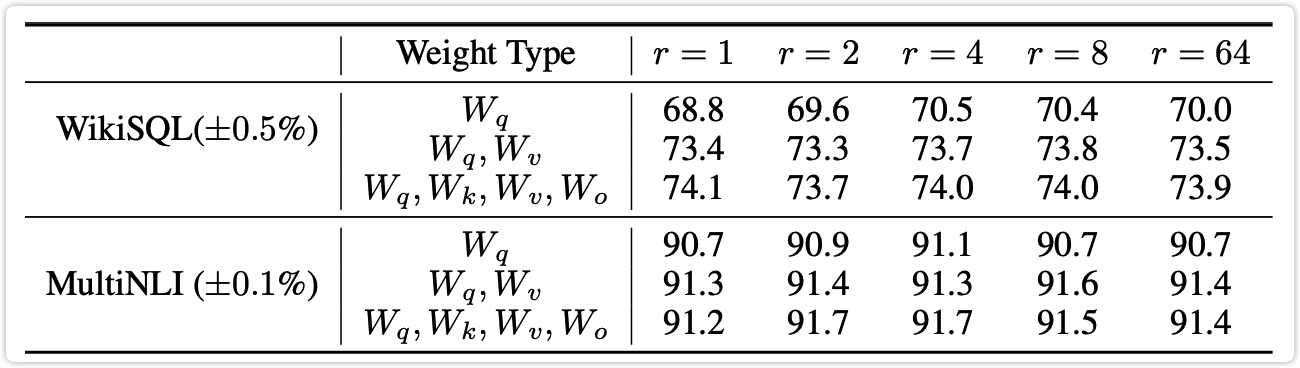 Weight Type r = 1 r = 2 r = 4 r = 8 r = 64
WikiSQL(±0.5%) W_q 68.8 69.6 70.5 70.4 70.0
W_q, W_v 73.4 73.3 73.7 73.8 73.5
W_q, W_k, W_v, W_o 74.1 73.7 74.0 74.0 73.9
MultiNLI (±0.1%) W_q 90.7 90.9 91.1 90.7 90.7
W_q, W_v 91.3 91.4 91.3 91.6 91.4
W_q, W_k, W_v, W_o 91.2 91.7 91.7 91.5 91.4